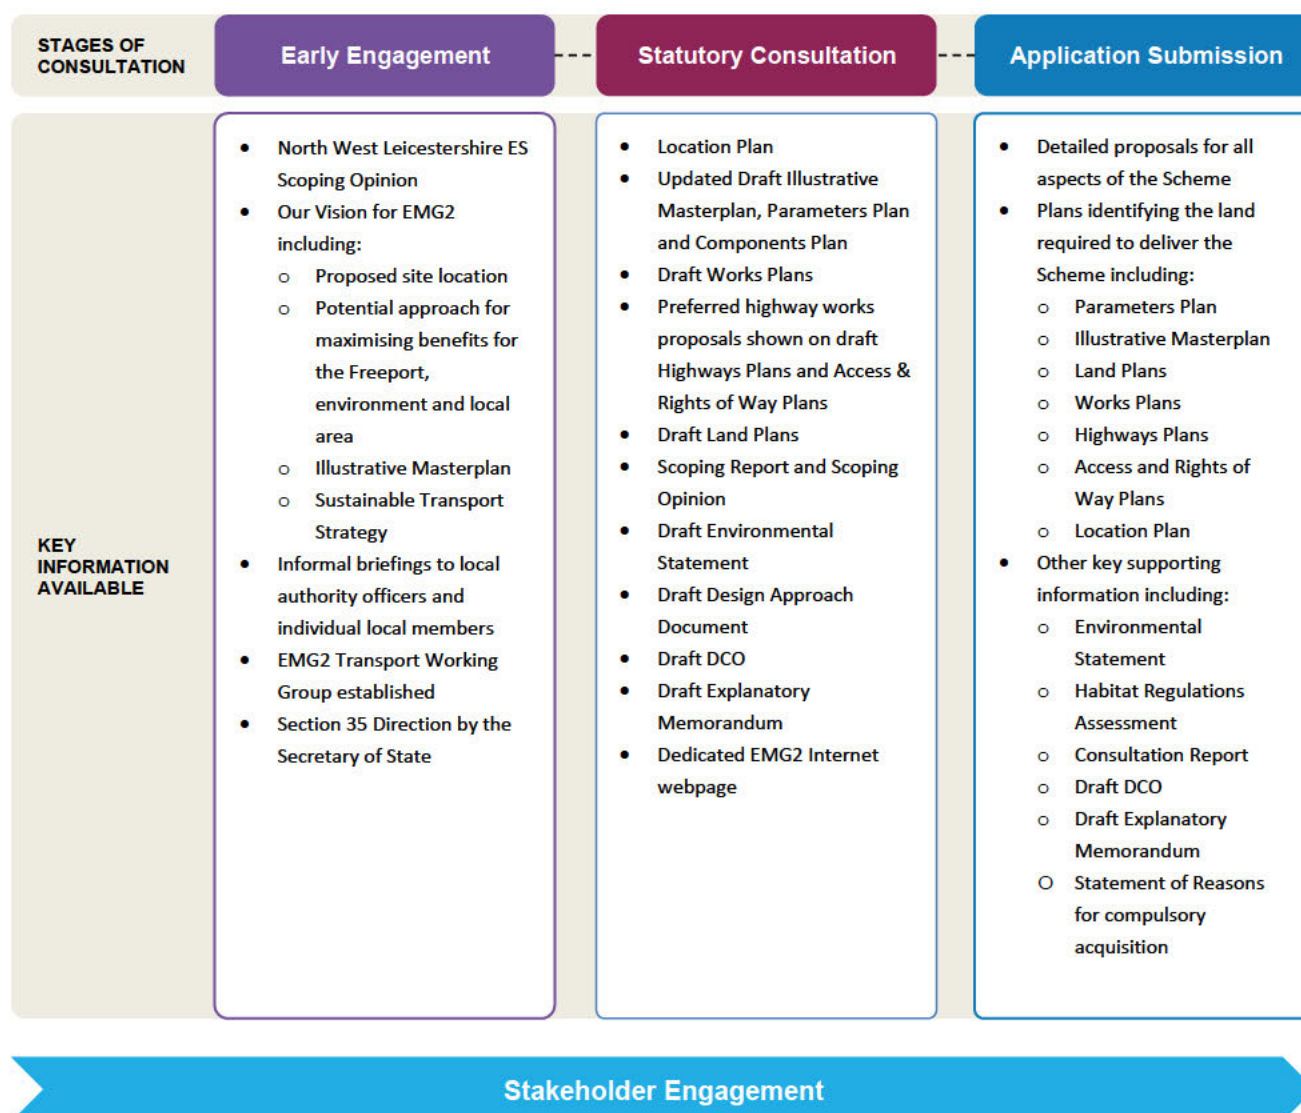 STAGES OF
CONSULTATION
Early Engagement
Statutory Consultation
Application Submission
KEY
INFORMATION
AVAILABLE
• North West Leicestershire ES
Scoping Opinion
• Our Vision for EMG2
including:
o Proposed site location
o Potential approach for
maximising benefits for
the Freeport,
environment and local
area
o Illustrative Masterplan
o Sustainable Transport
Strategy
• Informal briefings to local
authority officers and
individual local members
• EMG2 Transport Working
Group established
• Section 35 Direction by the
Secretary of State
• Location Plan
• Updated Draft Illustrative
Masterplan, Parameters Plan
and Components Plan
• Draft Works Plans
• Preferred highway works
proposals shown on draft
Highways Plans and Access &
Rights of Way Plans
• Draft Land Plans
• Scoping Report and Scoping
Opinion
• Draft Environmental
Statement
• Draft Design Approach
Document
• Draft DCO
• Draft Explanatory
Memorandum
• Dedicated EMG2 Internet
webpage
• Detailed proposals for all
aspects of the Scheme
• Plans identifying the land
required to deliver the
Scheme including:
o Parameters Plan
o Illustrative Masterplan
o Land Plans
o Works Plans
o Highways Plans
o Access and Rights of
Way Plans
o Location Plan
• Other key supporting
information including:
o Environmental
Statement
o Habitat Regulations
Assessment
o Consultation Report
o Draft DCO
o Draft Explanatory
Memorandum
O Statement of Reasons
for compulsory
acquisition
Stakeholder Engagement